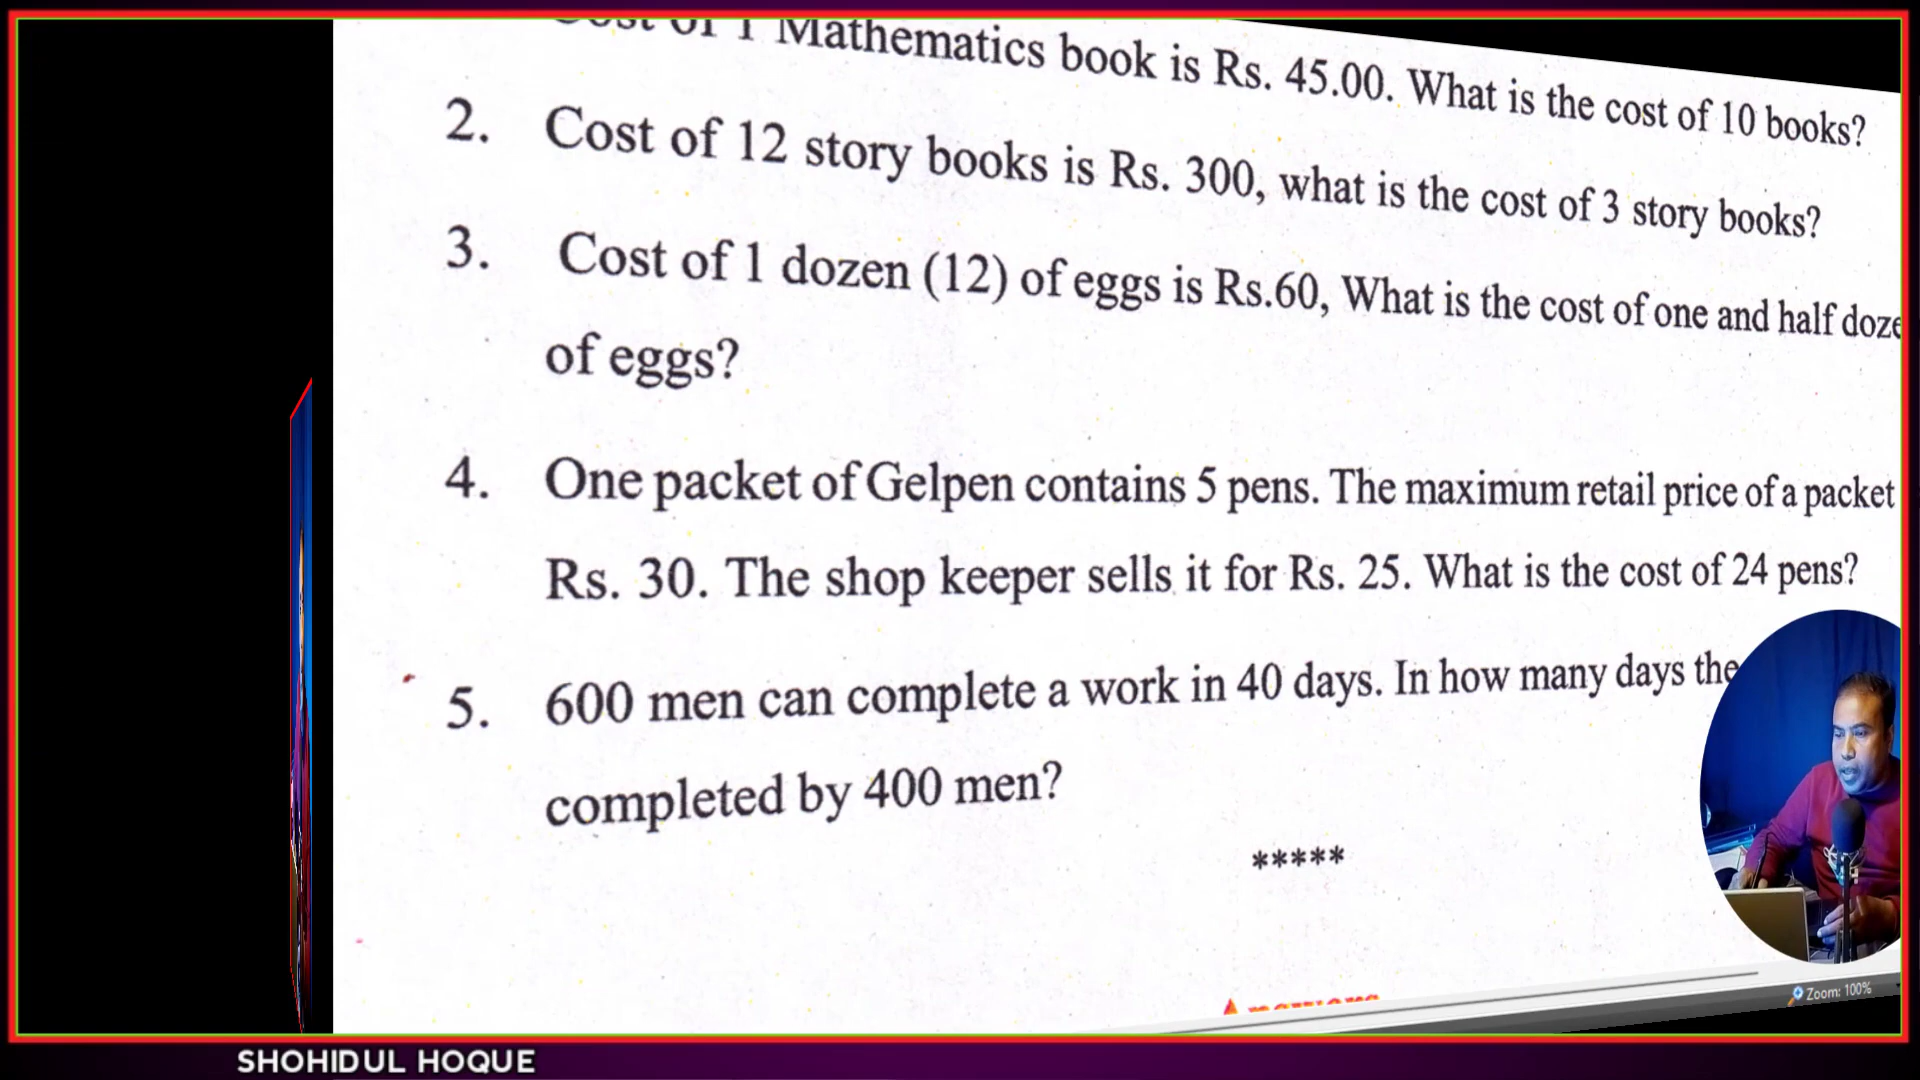 Cost of 1 Mathematics book is Rs. 45.00. What is the cost of 10 books?
2. Cost of 12 story books is Rs. 300, what is the cost of 3 story books?
3. Cost of 1 dozen (12) of eggs is Rs.60, What is the cost of one and half doze
of eggs?
4. One packet of Gelpen contains 5 pens. The maximum retail price of a packet
Rs. 30. The shop keeper sells it for Rs. 25. What is the cost of 24 pens?
5. 600 men can complete a work in 40 days. In how many days the
completed by 400 men?
*****
Zoom: 100%
SHOHIDUL HOQUE